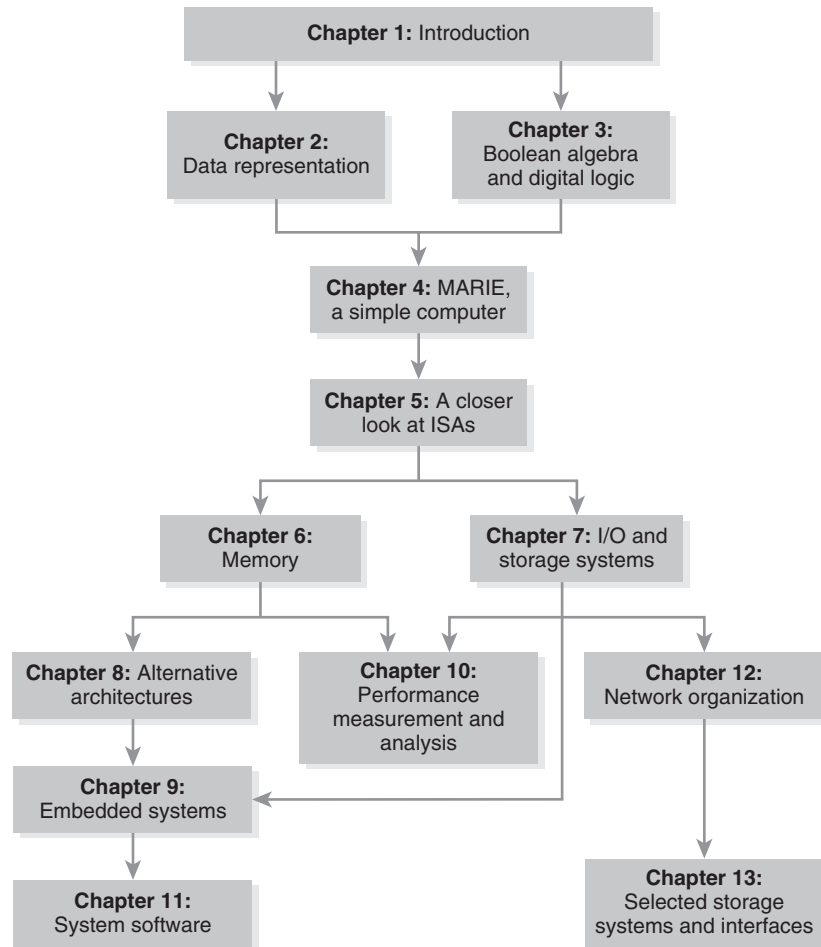 Chapter 1: Introduction
Chapter 2:
Data representation
Chapter 3:
Boolean algebra
and digital logic
Chapter 4: MARIE,
a simple computer
Chapter 5: A closer
look at ISAs
Chapter 6:
Memory
Chapter 7: I/O and
storage systems
Chapter 8: Alternative
architectures
Chapter 10:
Performance
measurement and
analysis
Chapter 12:
Network organization
Chapter 9:
Embedded systems
Chapter 11:
System software
Chapter 13:
Selected storage
systems and interfaces